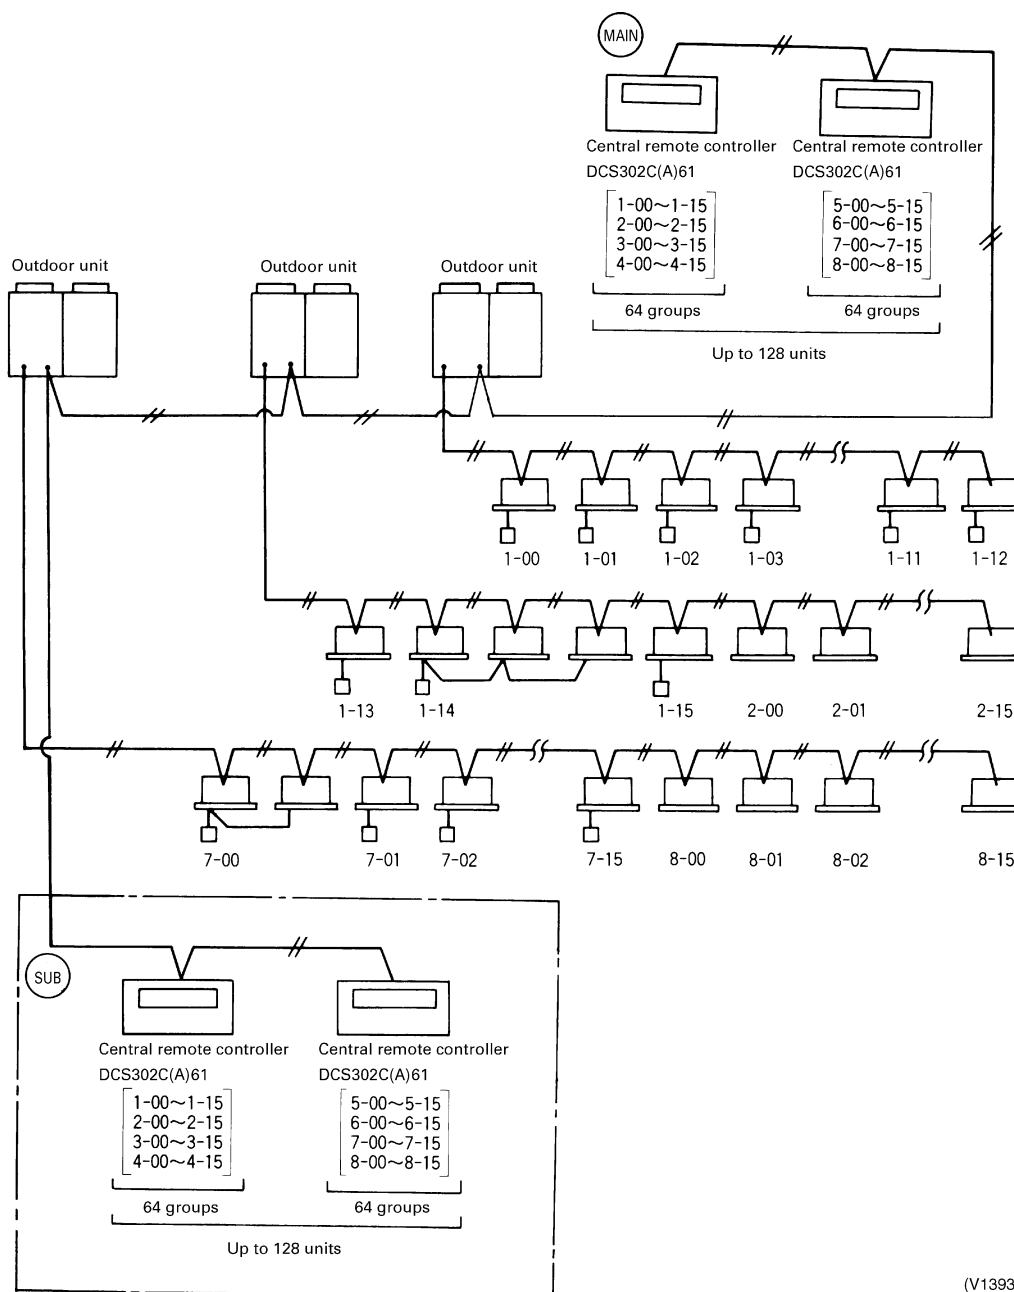 MAIN
Central remote controller
DCS302C(A)61
1-00～1-15
2-00～2-15
3-00～3-15
4-00～4-15
64 groups
Central remote controller
DCS302C(A)61
5-00～5-15
6-00～6-15
7-00～7-15
8-00～8-15
64 groups
Up to 128 units
Outdoor unit
Outdoor unit
Outdoor unit
1-00 1-01 1-02 1-03 1-11 1-12
1-13 1-14 1-15 2-00 2-01 2-15
7-00 7-01 7-02 7-15 8-00 8-01 8-02 8-15
SUB
Central remote controller
DCS302C(A)61
1-00～1-15
2-00～2-15
3-00～3-15
4-00～4-15
64 groups
Central remote controller
DCS302C(A)61
5-00～5-15
6-00～6-15
7-00～7-15
8-00～8-15
64 groups
Up to 128 units
(V1393